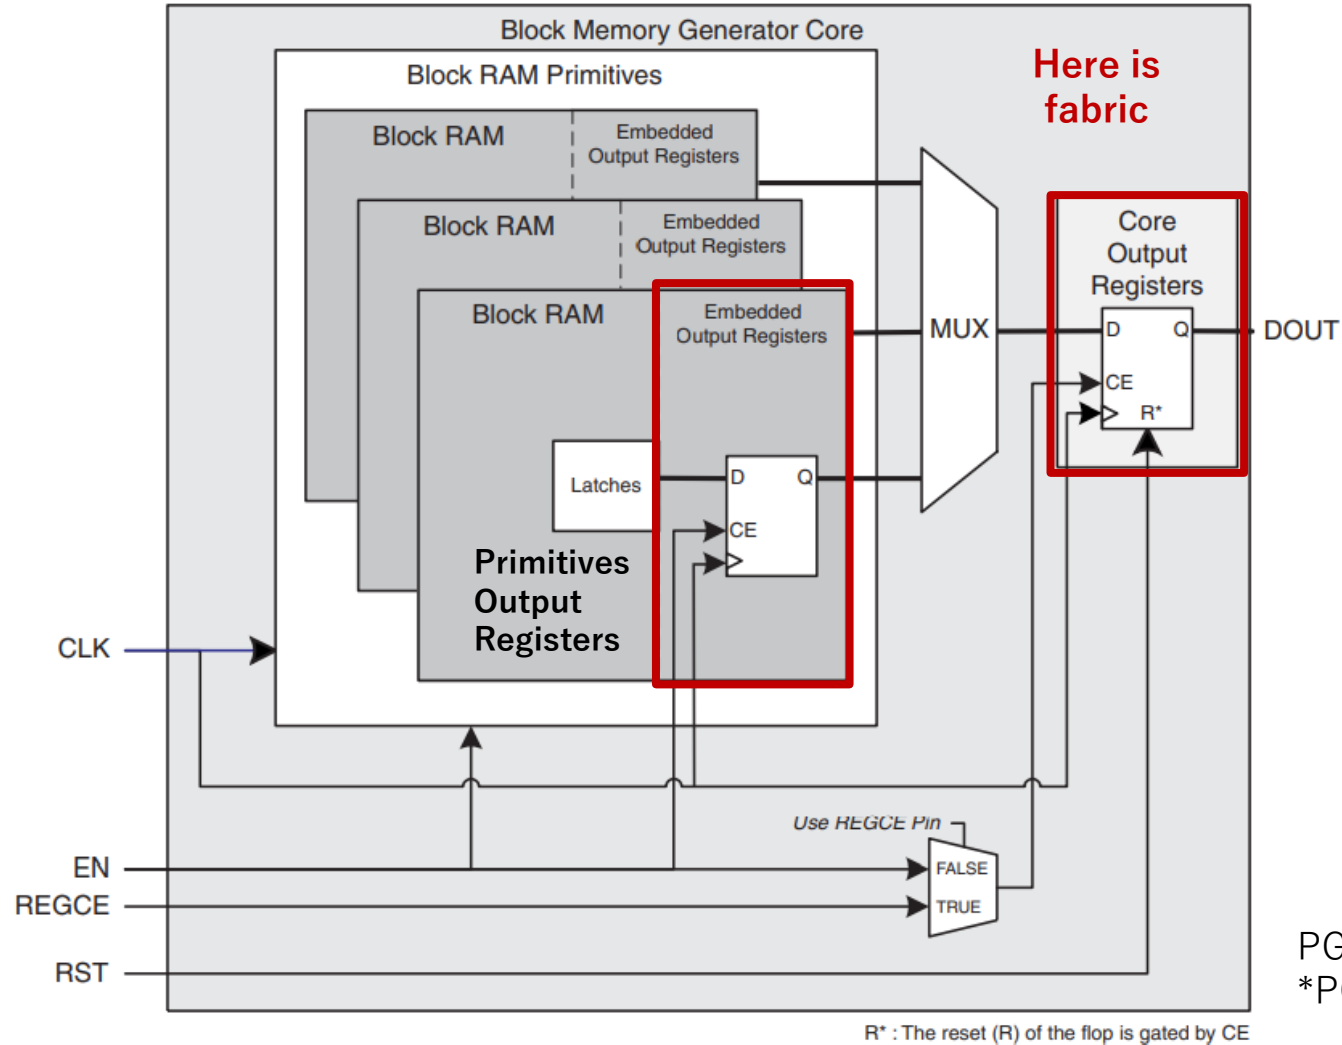 Block Memory Generator Core
Block RAM Primitives
Here is
fabric
Block RAM
Embedded
Output Registers
Block RAM
Embedded
Output Registers
Block RAM
Embedded
Output Registers
MUX
Core
Output
Registers
D
Q
CE
R*
DOUT
Latches
D
Q
CE
Primitives
Output
Registers
CLK
Use REGCE Pin
EN
FALSE
REGCE
TRUE
RST
PG
R* : The reset (R) of the flop is gated by CE